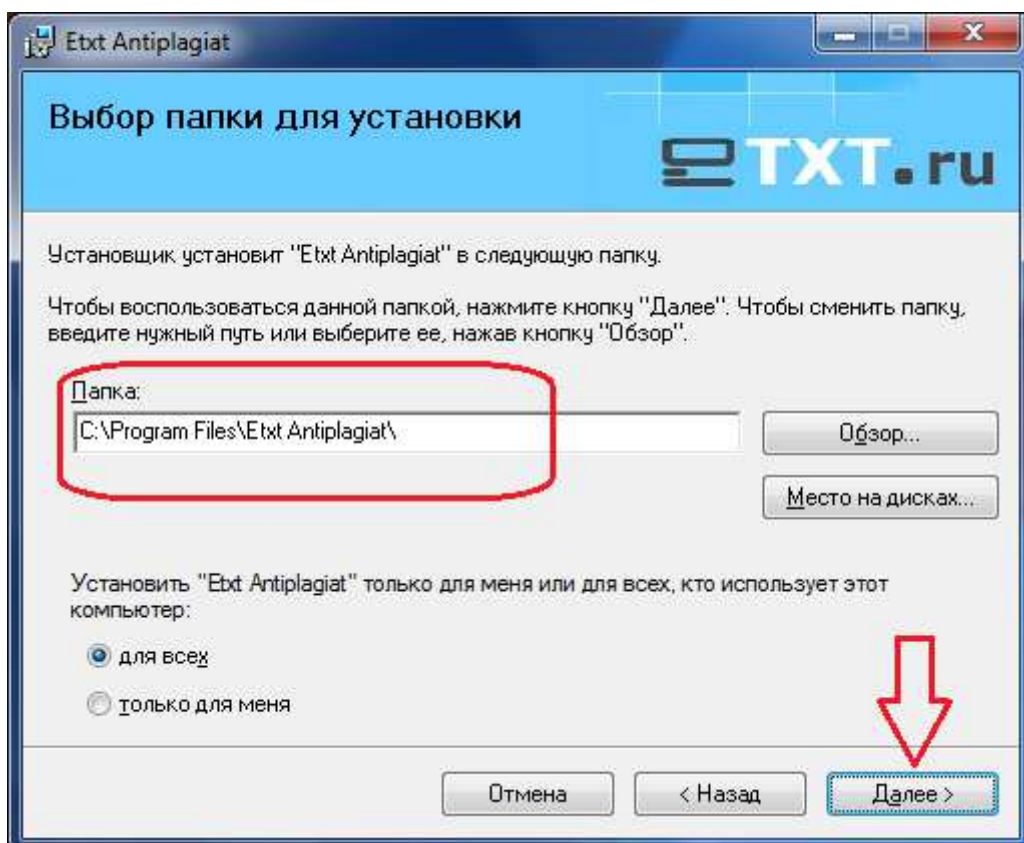 Etxt Antiplagiat
Выбор папки для установки
eTXT.ru
Установщик установит "Etxt Antiplagiat" в следующую папку.
Чтобы воспользоваться данной папкой, нажмите кнопку "Далее". Чтобы сменить папку,
введите нужный путь или выберите ее, нажав кнопку "Обзор".
Папка:
C:\Program Files\Etxt Antiplagiat\
Обзор...
Место на дисках...
Установить "Etxt Antiplagiat" только для меня или для всех, кто использует этот
компьютер:
для всех
только для меня
Отмена
< Назад
Далее >